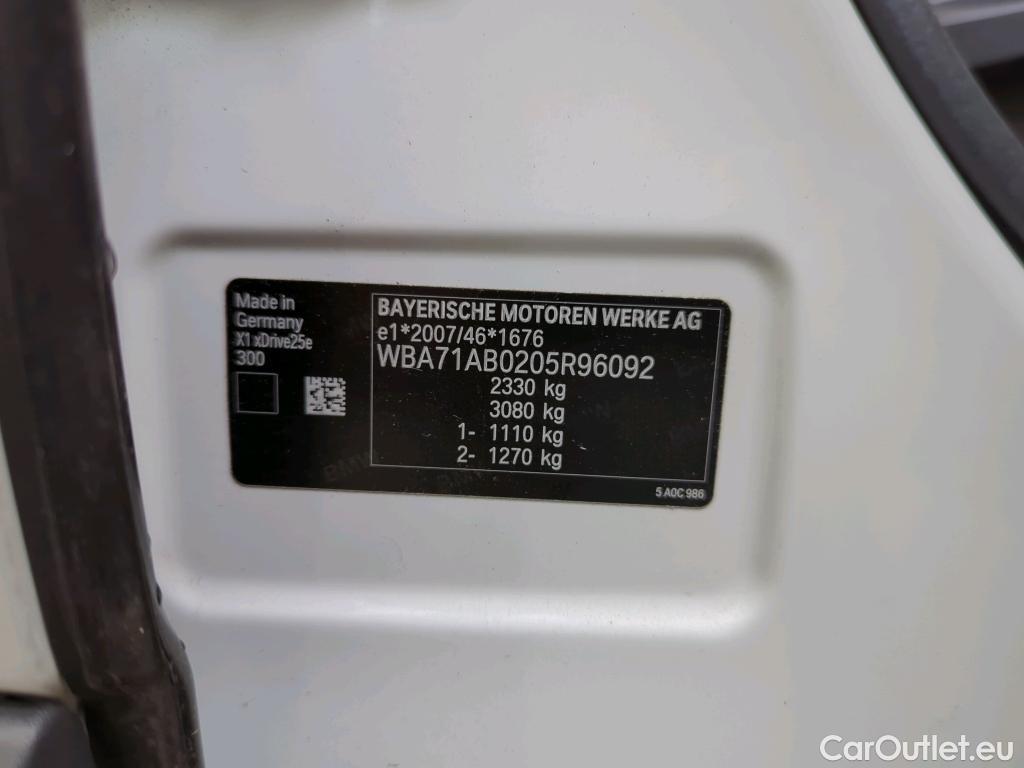 Made in
Germany
X1 xDrive25e
300
BAYERISCHE MOTOREN WERKE AG
e1*2007/46*1676
WBA71AB0205R96092
2330 kg
3080 kg
1- 1110 kg
2- 1270 kg
5 A0C 986
CarOutlet.eu